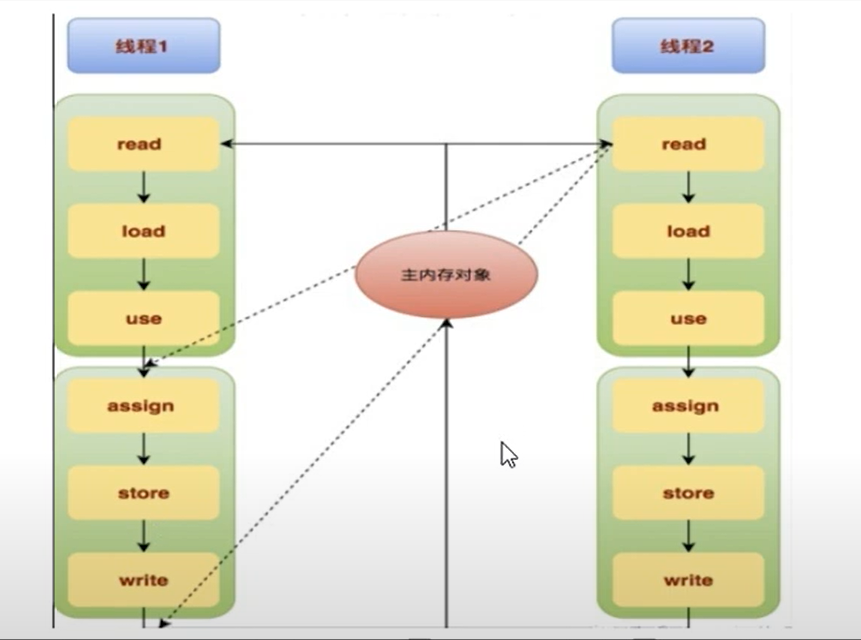 线程1
线程2
read
read
load
load
主内存对象
use
use
assign
assign
store
store
write
write